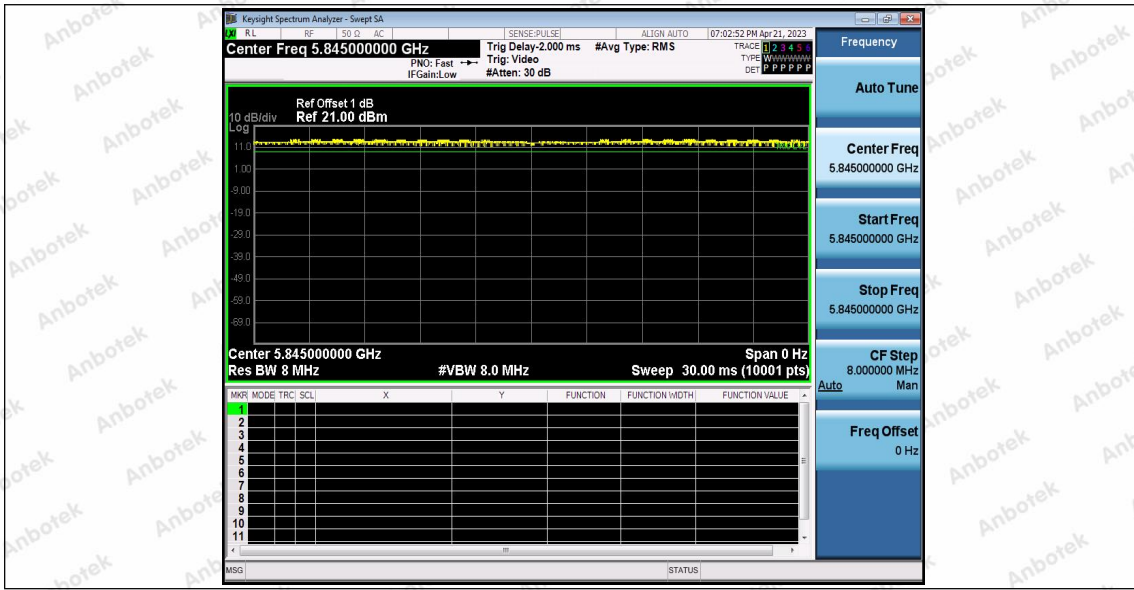 Keysight Spectrum Analyzer - Swept SA
LXI RL RF 50 Ω AC SENSE:PULSE ALIGN AUTO 07:02:52 PM Apr 21, 2023
Center Freq 5.845000000 GHz Trig Delay-2.000 ms #Avg Type: RMS TRACE 1 2 3 4 5 6
PNO: Fast Trig: Video TYPE WWWWWW
IFGain:Low #Atten: 30 dB DET P P P P P P
Ref Offset 1 dB
10 dB/div Ref 21.00 dBm
Log
11.0
1.00
-9.00
-19.0
-29.0
-39.0
-49.0
-59.0
-69.0
Center 5.845000000 GHz Span 0 Hz
Res BW 8 MHz #VBW 8.0 MHz Sweep 30.00 ms (10001 pts)
MKR MODE TRC SCL X Y FUNCTION FUNCTION WIDTH FUNCTION VALUE
1
2
3
4
5
6
7
8
9
10
11
MSG STATUS
Frequency
Auto Tune
Center Freq
5.845000000 GHz
Start Freq
5.845000000 GHz
Stop Freq
5.845000000 GHz
CF Step
8.000000 MHz
Auto Man
Freq Offset
0 Hz
Anbotek